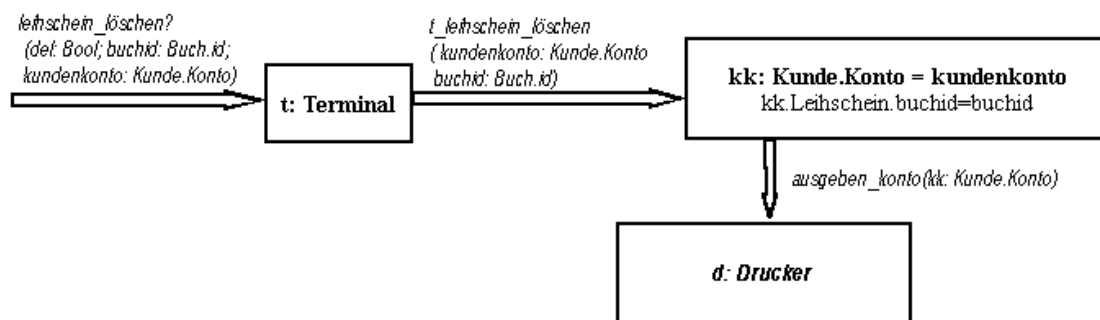 leihschein_löschen?
(del: Bool; buchid: Buch.id;
kundenkonto: Kunde.Konto)
t: Terminal
t_leihschein_löschen
( kundenkonto: Kunde.Konto
buchid: Buch.id)
kk: Kunde.Konto = kundenkonto
kk.Leihschein.buchid=buchid
ausgeben_konto(kk: Kunde.Konto)
d: Drucker